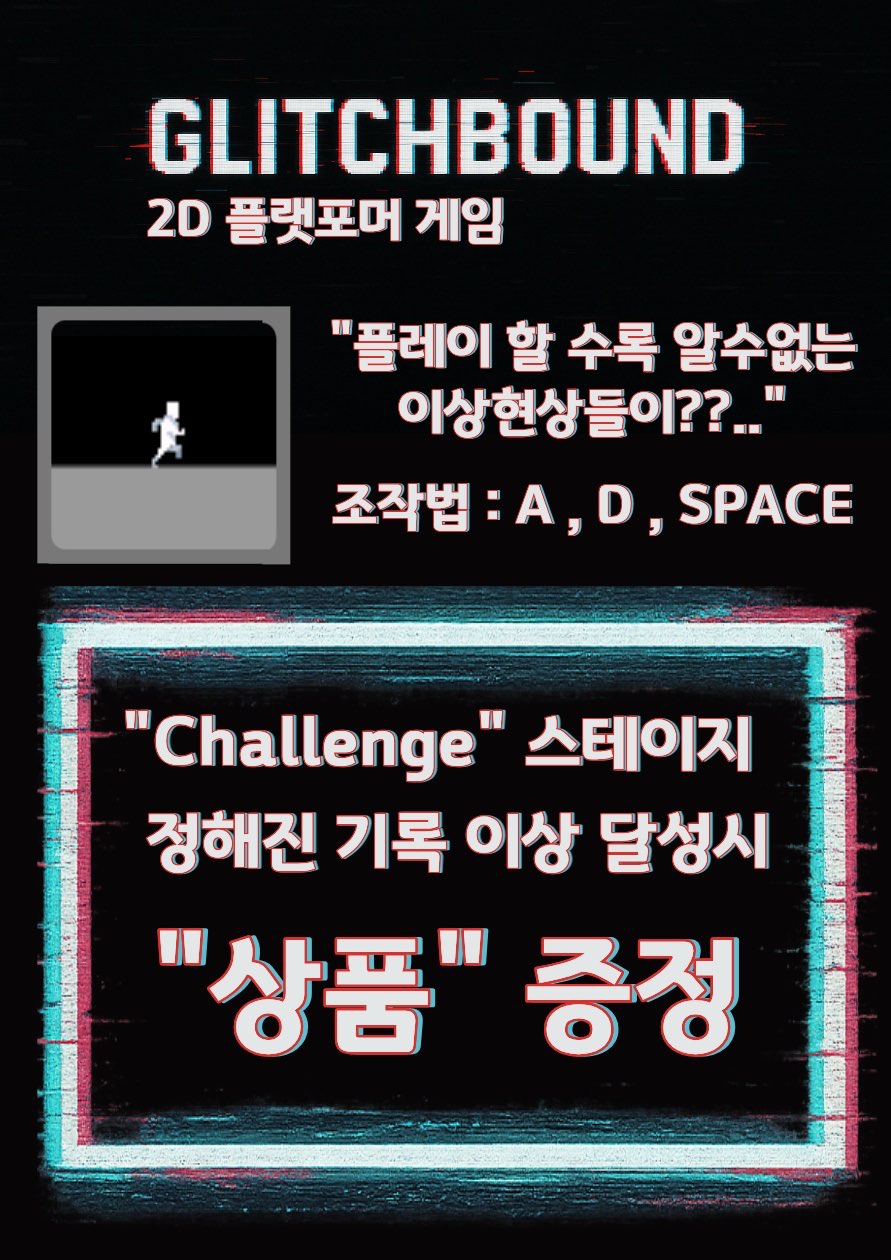 GLITCHBOUND
2D 플랫포머 게임
"플레이 할 수록 알수없는
이상현상들이??.."
조작법 : A , D , SPACE
"Challenge" 스테이지
정해진 기록 이상 달성시
"상품" 증정